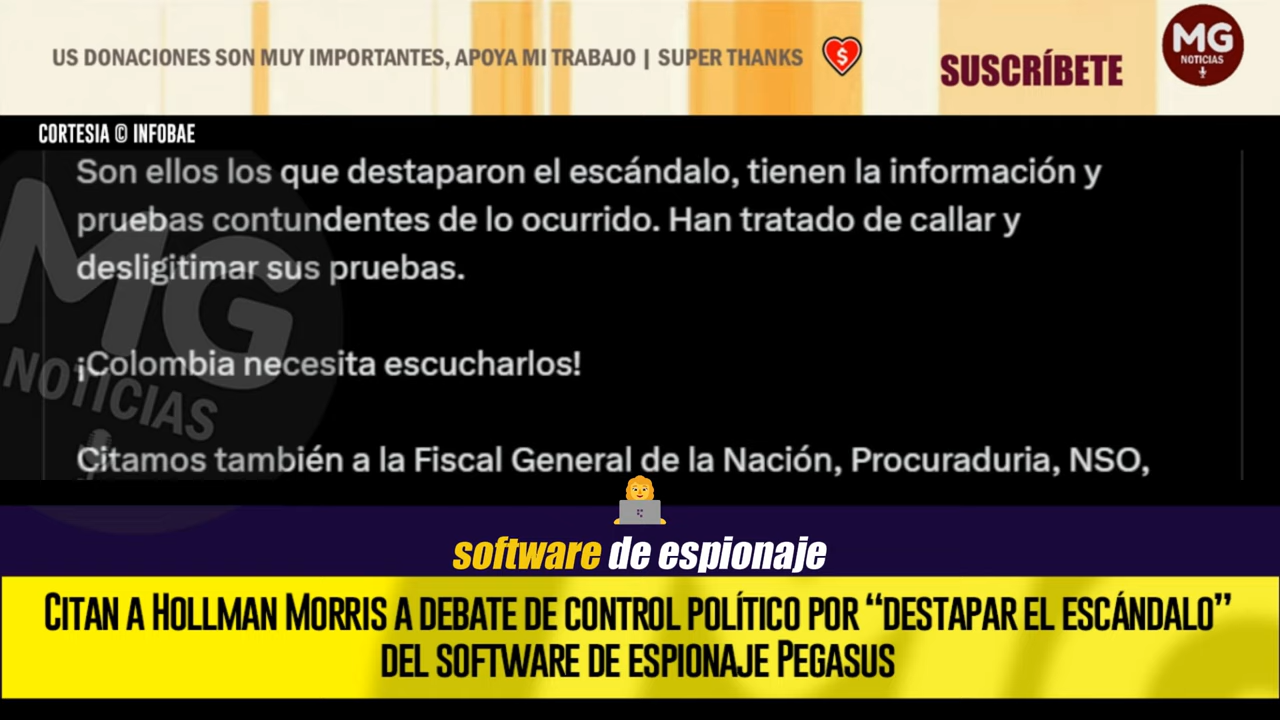 US DONACIONES SON MUY IMPORTANTES, APOYA MI TRABAJO | SUPER THANKS
SUSCRÍBETE
MG
NOTICIAS
CORTESIA © INFOBAE
Son ellos los que destaparon el escándalo, tienen la información y
pruebas contundentes de lo ocurrido. Han tratado de callar y
desligitimar sus pruebas.
¡Colombia necesita escucharlos!
Citamos también a la Fiscal General de la Nación, Procuraduria, NSO,
MG
NOTICIAS
software de espionaje
CITAN A HOLLMAN MORRIS A DEBATE DE CONTROL POLÍTICO POR “DESTAPAR EL ESCÁNDALO”
DEL SOFTWARE DE ESPIONAJE PEGASUS